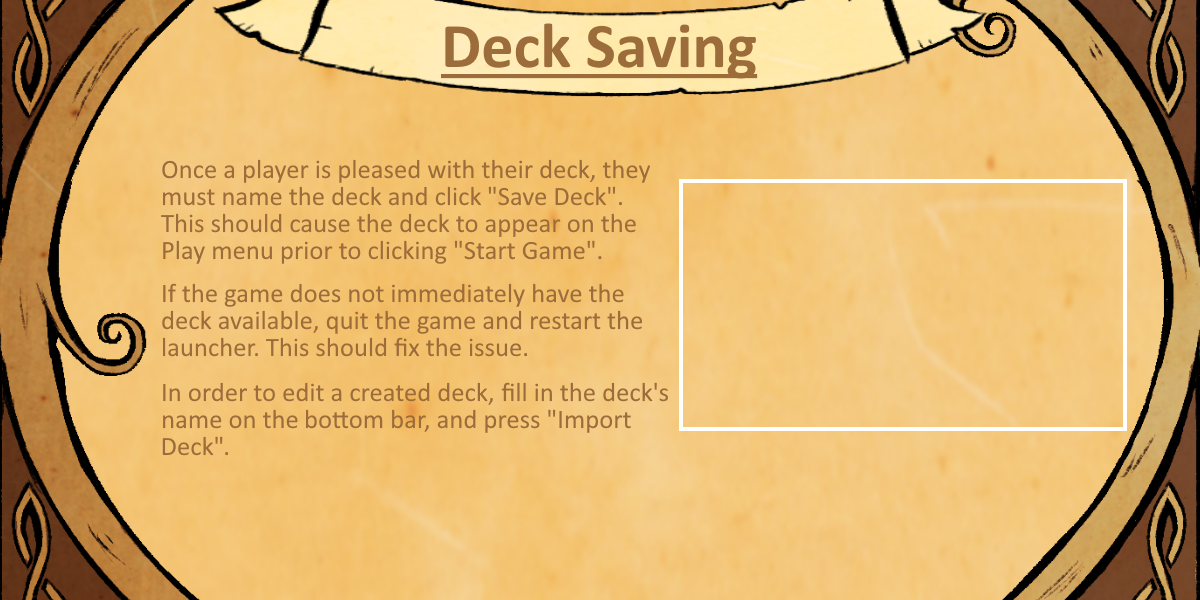 Deck Saving
Once a player is pleased with their deck, they
must name the deck and click "Save Deck".
This should cause the deck to appear on the
Play menu prior to clicking "Start Game".
If the game does not immediately have the
deck available, quit the game and restart the
launcher. This should fix the issue.
In order to edit a created deck, fill in the deck's
name on the bottom bar, and press "Import
Deck".